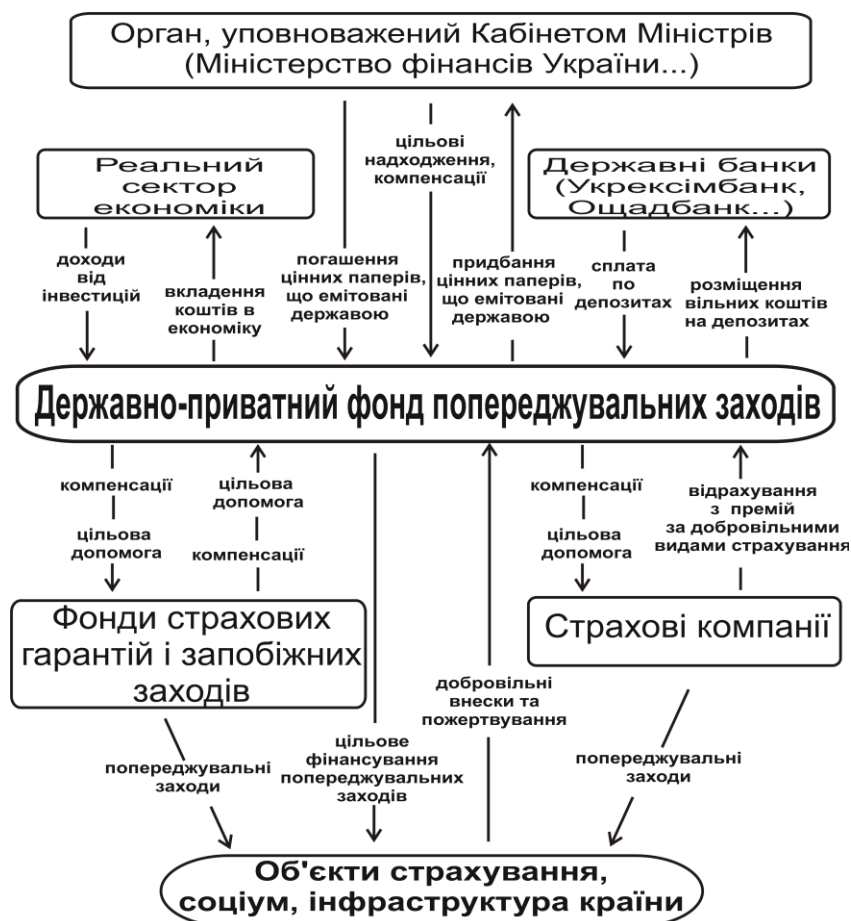 Орган, уповноважений Кабінетом Міністрів
(Міністерство фінансів України...)
Реальний
сектор
економіки
цільові
надходження,
компенсації
Державні банки
(Укрексімбанк,
Ощадбанк...)
доходи
від
інвестицій
вкладення
коштів в
економіку
погашення
цінних паперів,
що емітовані
державою
придбання
цінних паперів,
що емітовані
державою
сплата
по
депозитах
розміщення
вільних коштів
на депозитах
Державно-приватний фонд попереджувальних заходів
компенсації
цільова
допомога
цільова
допомога
компенсації
компенсації
цільова
допомога
відрахування
з премій
за добровільними
видами страхування
Фонди страхових
гарантій і запобіжних
заходів
Страхові компанії
добровільні
внески та
пожертвування
попереджувальні
заходи
цільове
фінансування
попереджувальних
заходів
попереджувальні
заходи
Об'єкти страхування,
соціум, інфраструктура країни